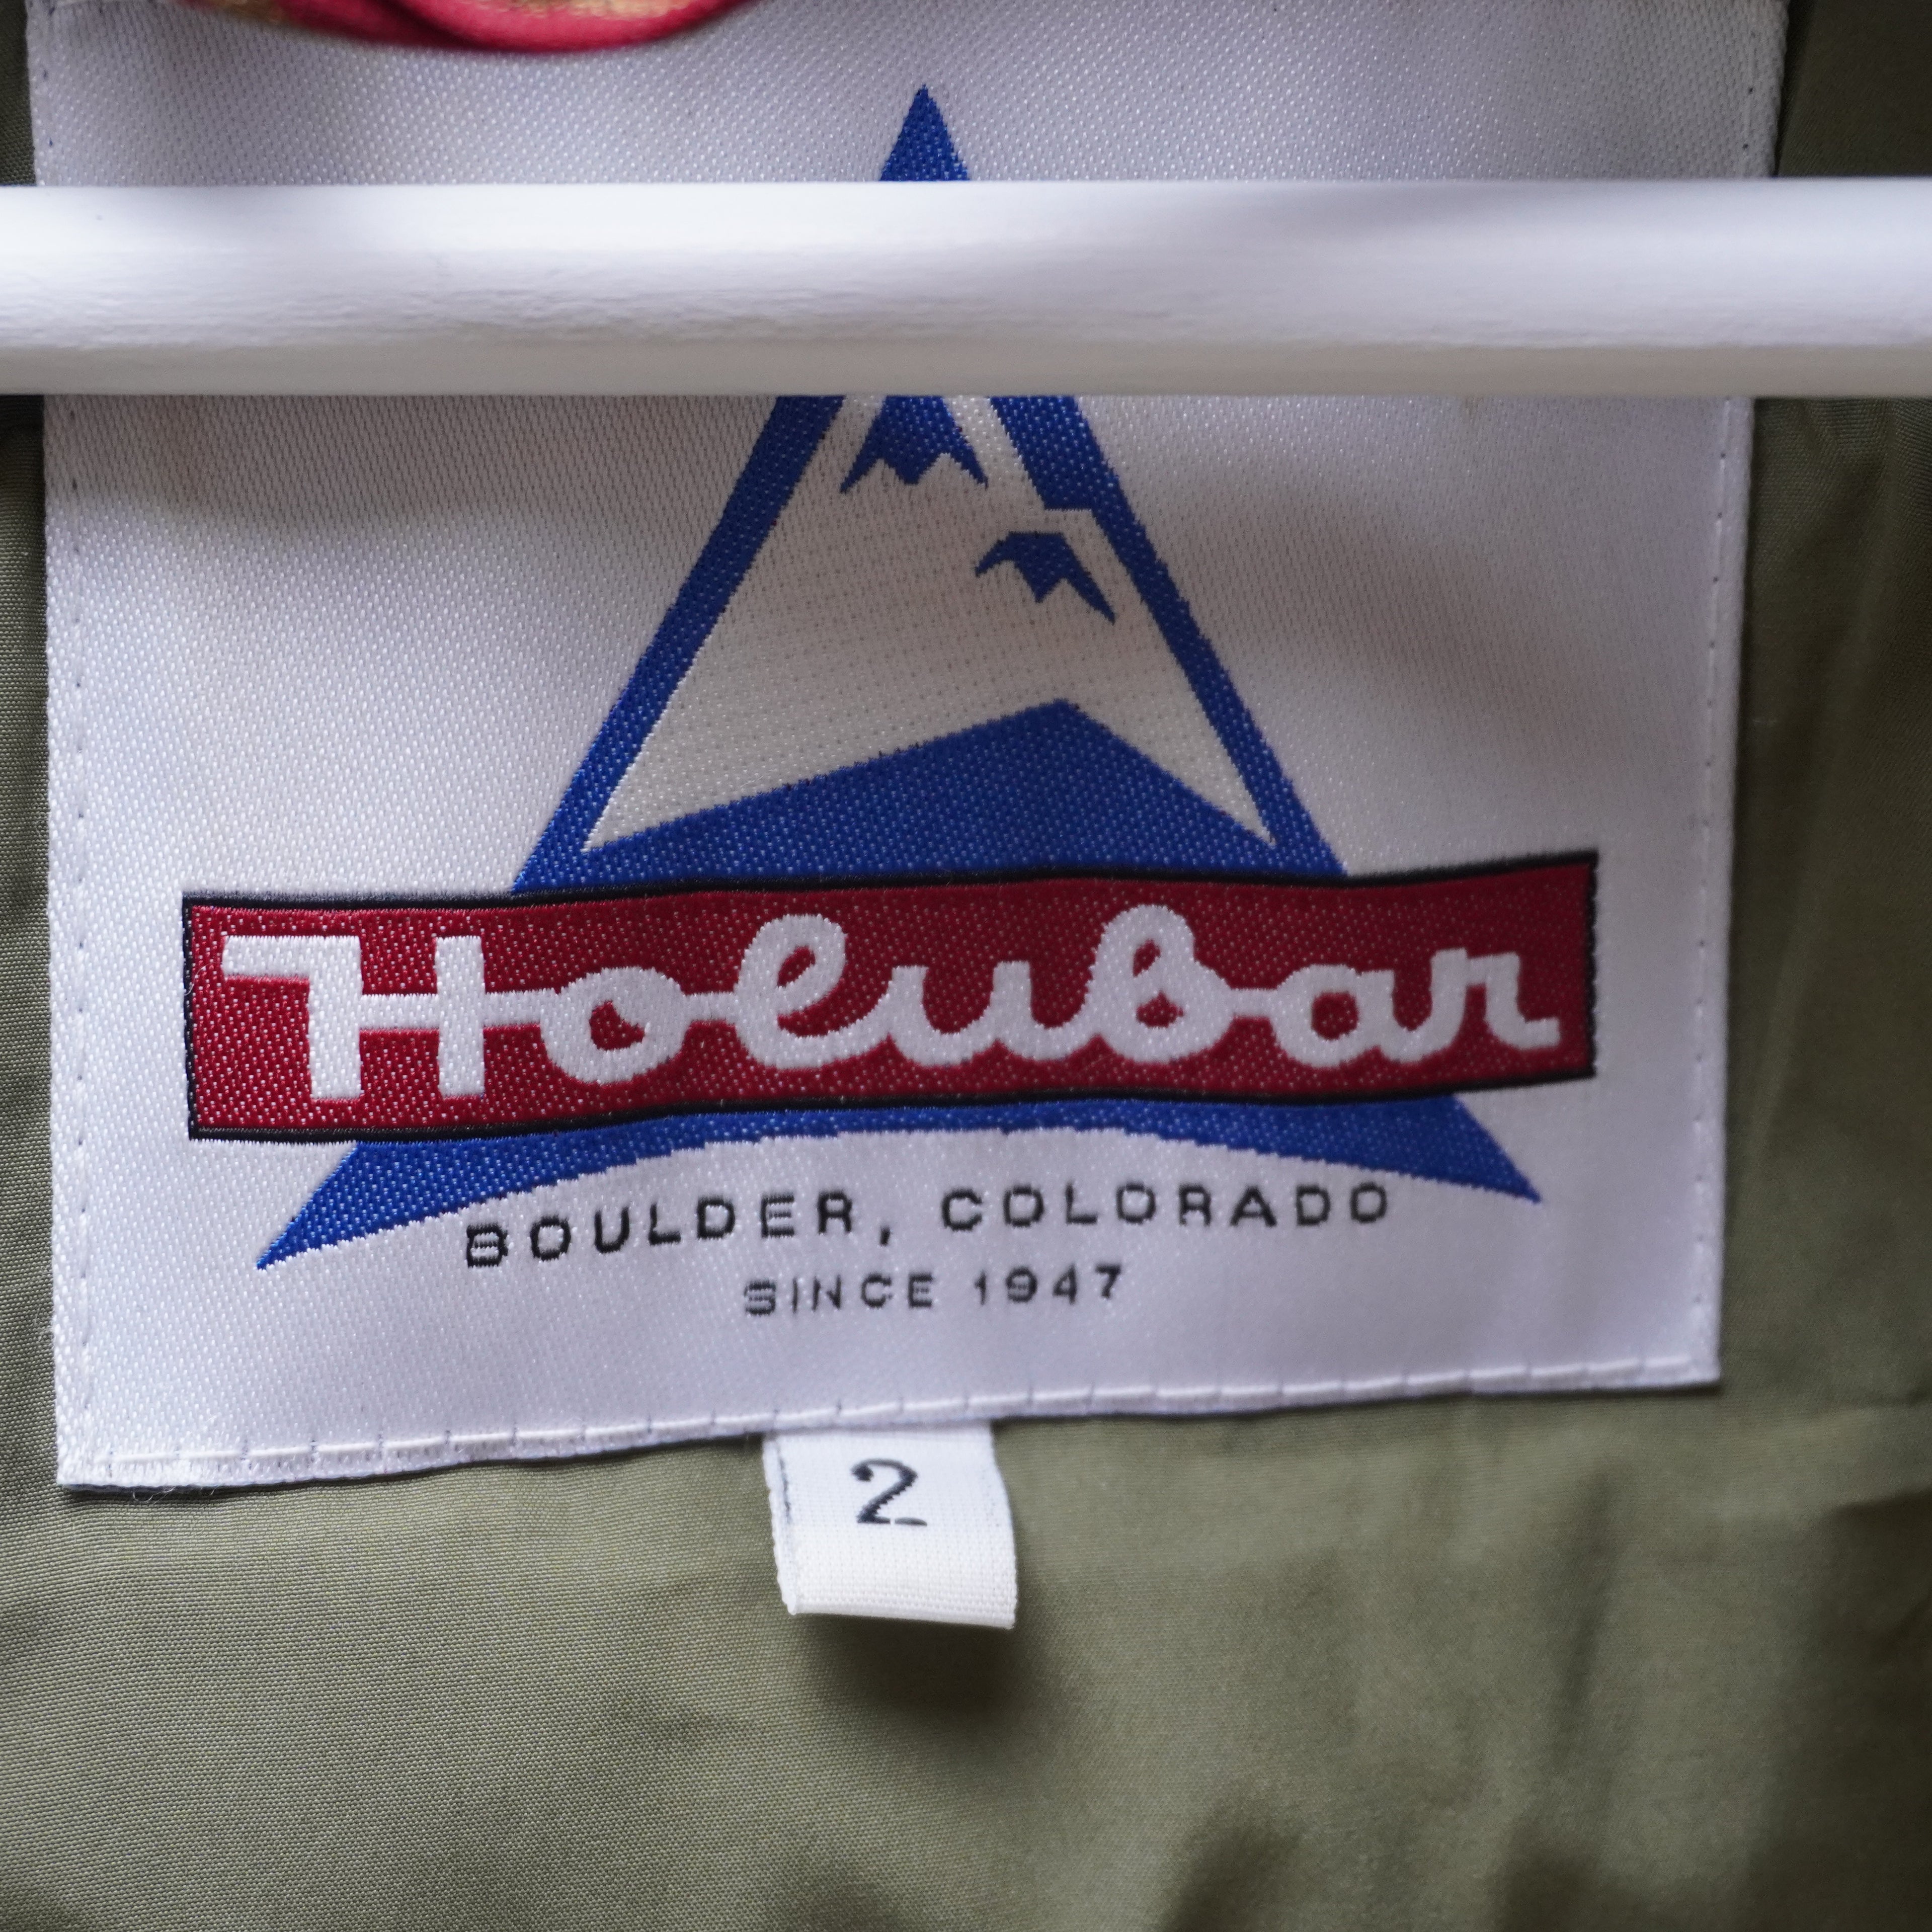 Holubar
BOULDER, COLORADO
SINCE 1947
2